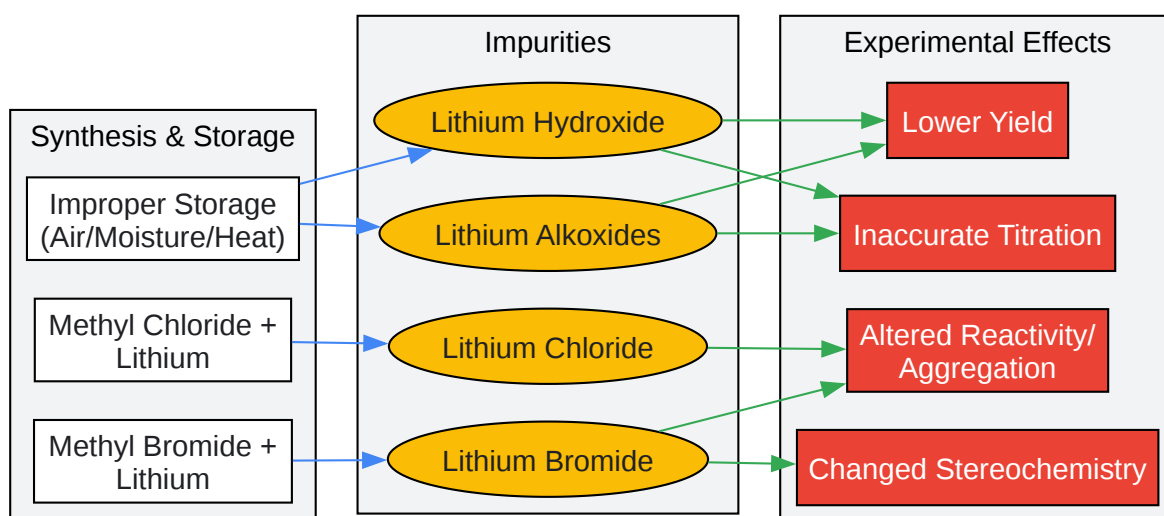 Synthesis & Storage
Improper Storage
(Air/Moisture/Heat)
Methyl Chloride +
Lithium
Methyl Bromide +
Lithium
Impurities
Lithium Hydroxide
Lithium Alkoxides
Lithium Chloride
Lithium Bromide
Experimental Effects
Lower Yield
Inaccurate Titration
Altered Reactivity/
Aggregation
Changed Stereochemistry